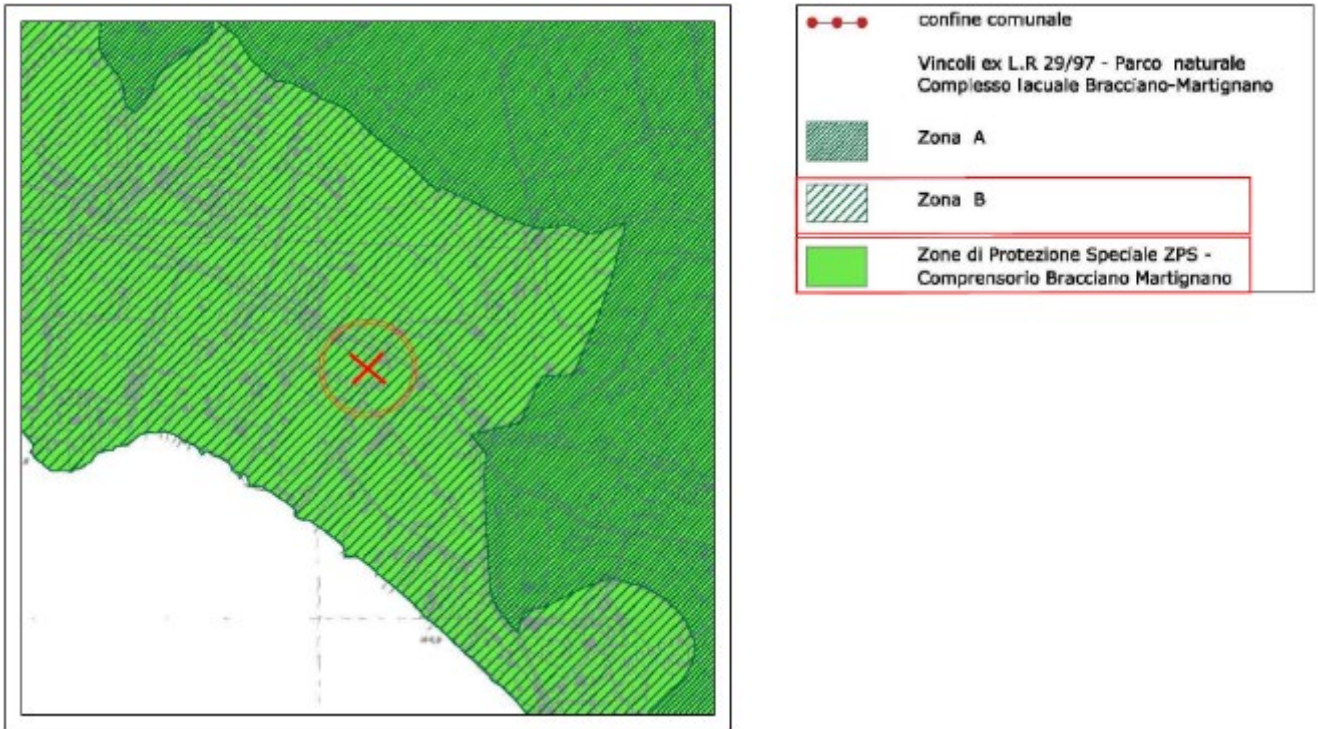 confine comunale
Vincoli ex L.R 29/97 - Parco naturale
Complesso lacuale Bracciano-Martignano
Zona A
Zona B
Zone di Protezione Speciale ZPS -
Comprensorio Bracciano Martignano